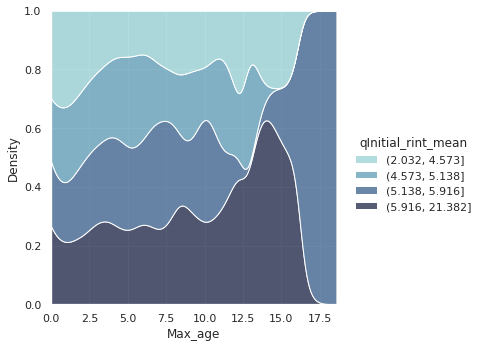 1.0
0.8
0.6
0.4
0.2
0.0
Density
0.0 2.5 5.0 7.5 10.0 12.5 15.0 17.5
Max_age
qInitial_rint_mean
(2.032, 4.573]
(4.573, 5.138]
(5.138, 5.916]
(5.916, 21.382]